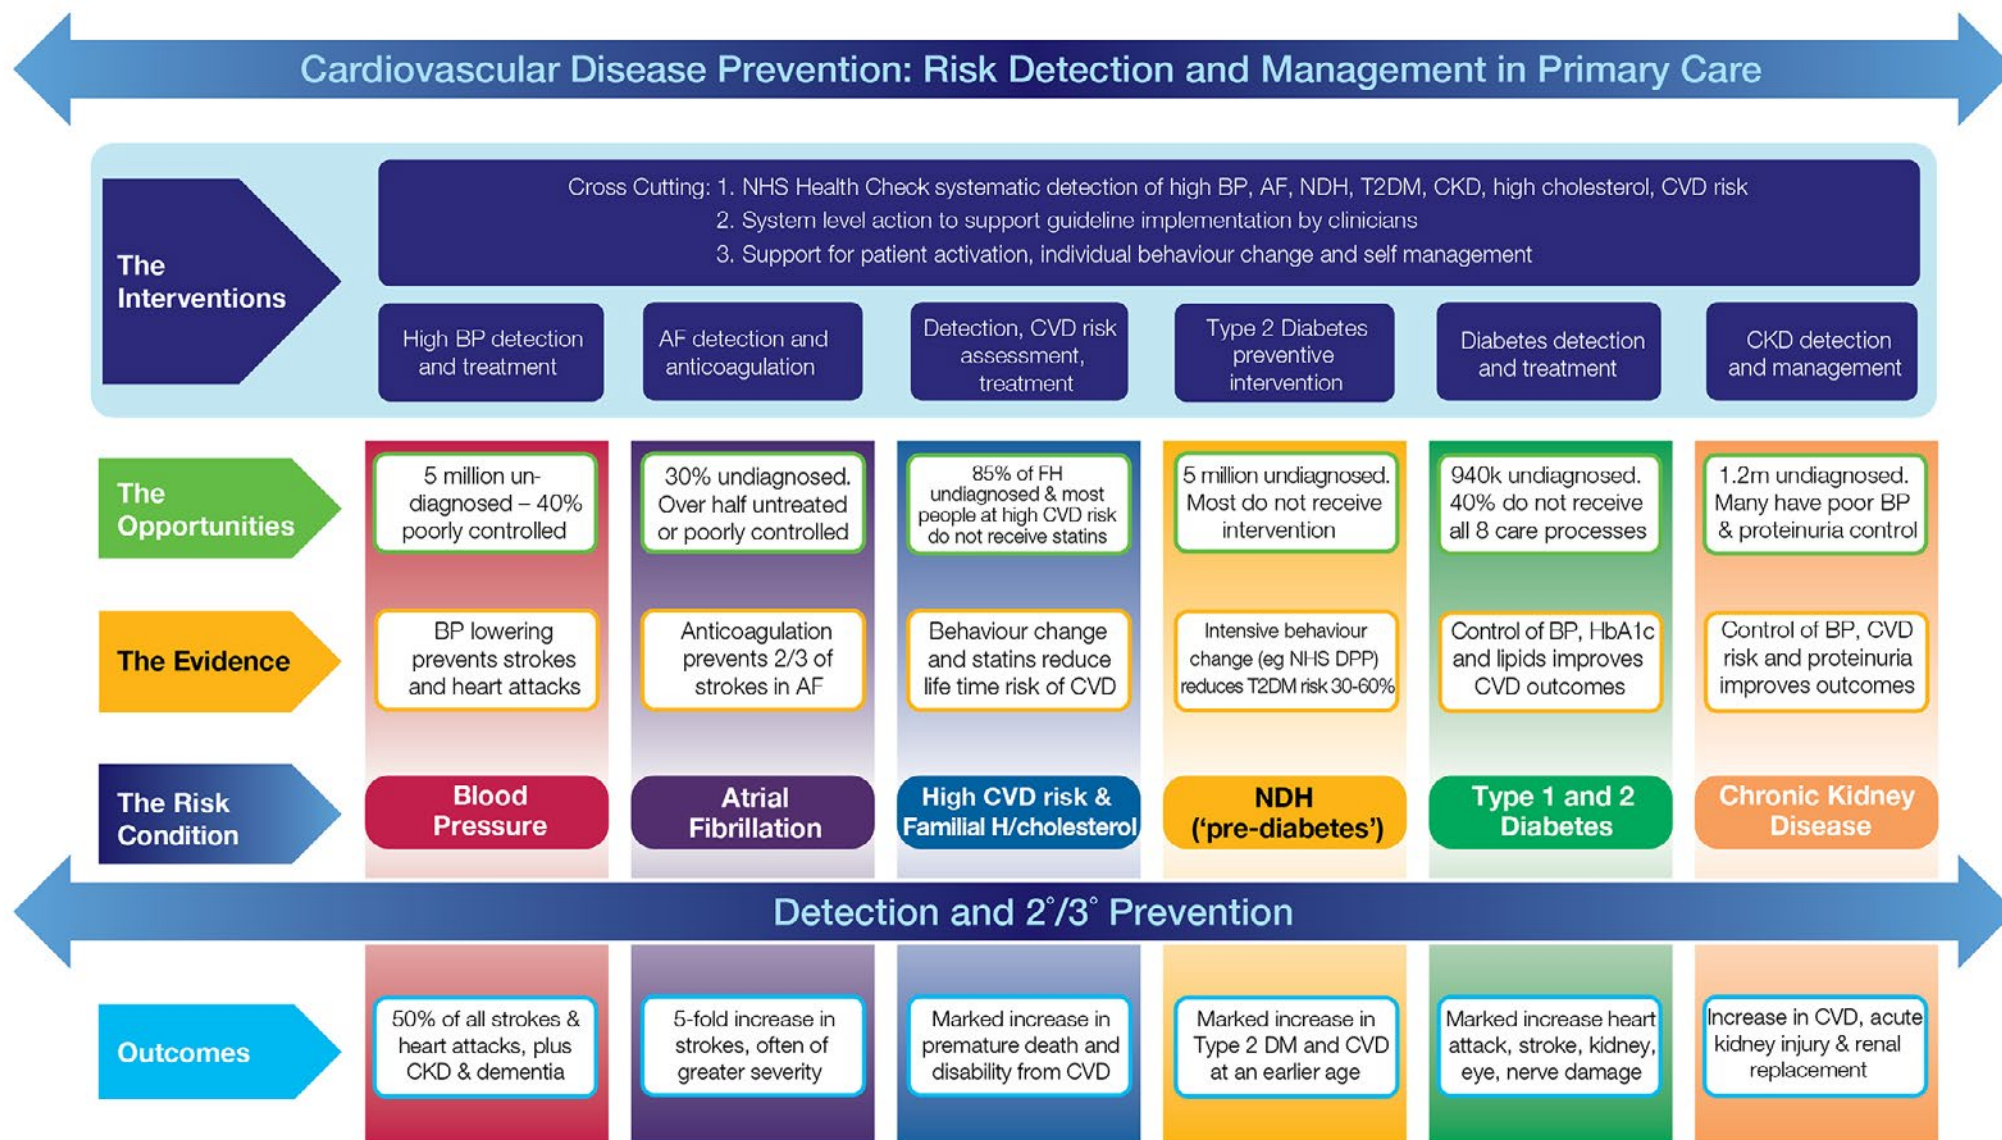 Cardiovascular Disease Prevention: Risk Detection and Management in Primary Care
The
Interventions
Cross Cutting: 1. NHS Health Check systematic detection of high BP, AF, NDH, T2DM, CKD, high cholesterol, CVD risk
2. System level action to support guideline implementation by clinicians
3. Support for patient activation, individual behaviour change and self management
High BP detection
and treatment
AF detection and
anticoagulation
Detection, CVD risk
assessment,
treatment
Type 2 Diabetes
preventive
intervention
Diabetes detection
and treatment
CKD detection
and management
The
Opportunities
5 million un-
diagnosed – 40%
poorly controlled
30% undiagnosed.
Over half untreated
or poorly controlled
85% of FH
undiagnosed & most
people at high CVD risk
do not receive statins
5 million undiagnosed.
Most do not receive
intervention
940k undiagnosed.
40% do not receive
all 8 care processes
1.2m undiagnosed.
Many have poor BP
& proteinuria control
The Evidence
BP lowering
prevents strokes
and heart attacks
Anticoagulation
prevents 2/3 of
strokes in AF
Behaviour change
and statins reduce
life time risk of CVD
Intensive behaviour
change (eg NHS DPP)
reduces T2DM risk 30-60%
Control of BP, HbA1c
and lipids improves
CVD outcomes
Control of BP, CVD
risk and proteinuria
improves outcomes
The Risk
Condition
Blood
Pressure
Atrial
Fibrillation
High CVD risk &
Familial H/cholesterol
NDH
(‘pre-diabetes’)
Type 1 and 2
Diabetes
Chronic Kidney
Disease
Detection and 2°/3° Prevention
Outcomes
50% of all strokes &
heart attacks, plus
CKD & dementia
5-fold increase in
strokes, often of
greater severity
Marked increase in
premature death and
disability from CVD
Marked increase in
Type 2 DM and CVD
at an earlier age
Marked increase heart
attack, stroke, kidney,
eye, nerve damage
Increase in CVD, acute
kidney injury & renal
replacement